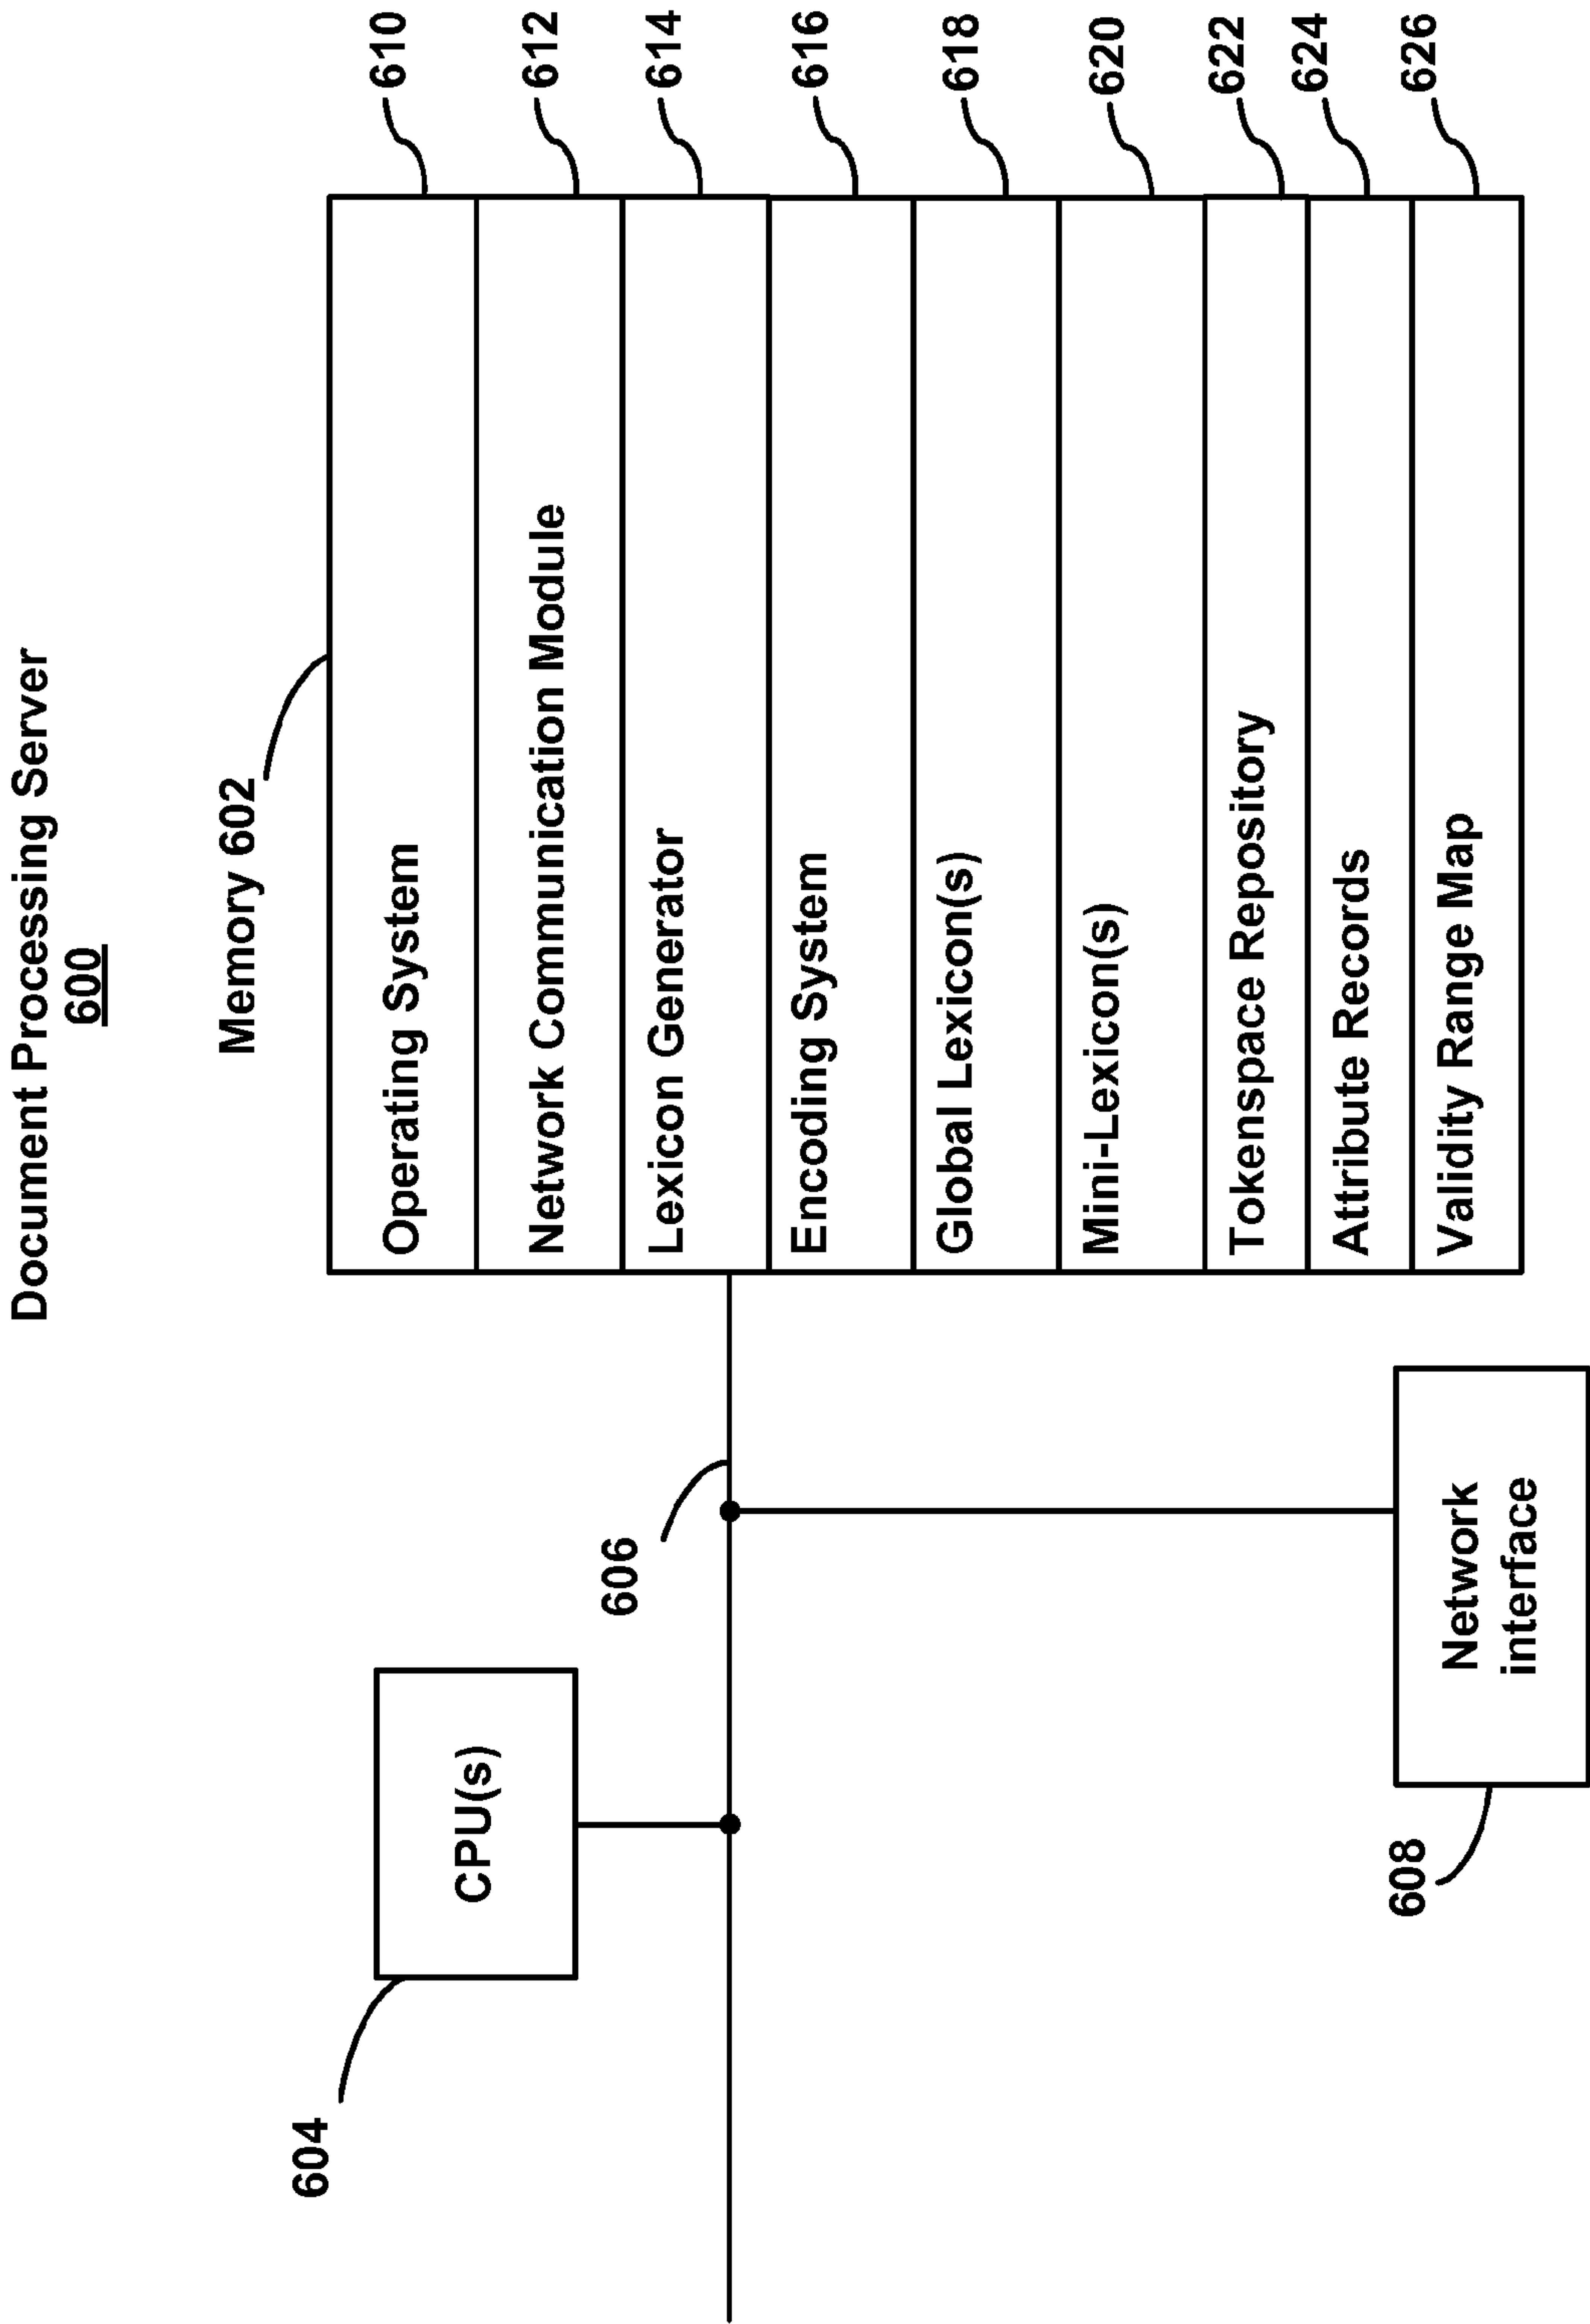 Document Processing Server
600
Memory 602
Operating System
610
Network Communication Module
612
Lexicon Generator
614
Encoding System
616
Global Lexicon(s)
618
Mini-Lexicon(s)
620
Tokenspace Repository
622
Attribute Records
624
Validity Range Map
626
604
CPU(s)
606
608
Network
interface